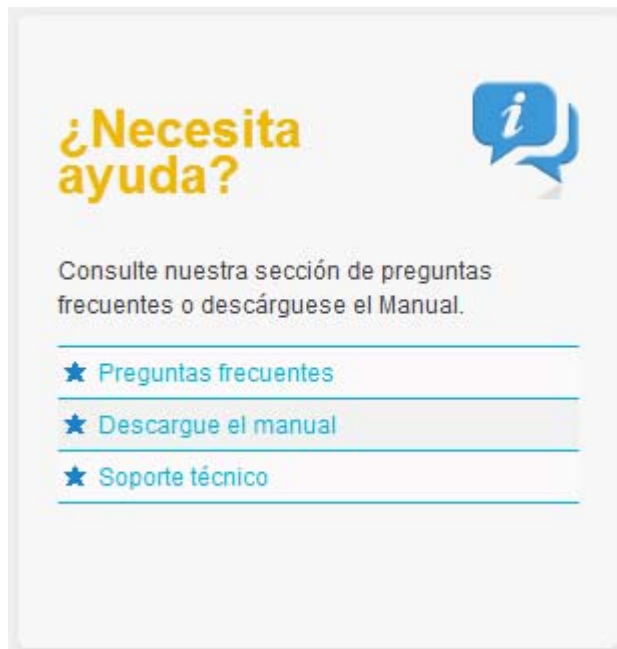 ¿Necesita
ayuda?
i
Consulte nuestra sección de preguntas
frecuentes o descárguese el Manual.
Preguntas frecuentes
Descargue el manual
Soporte técnico